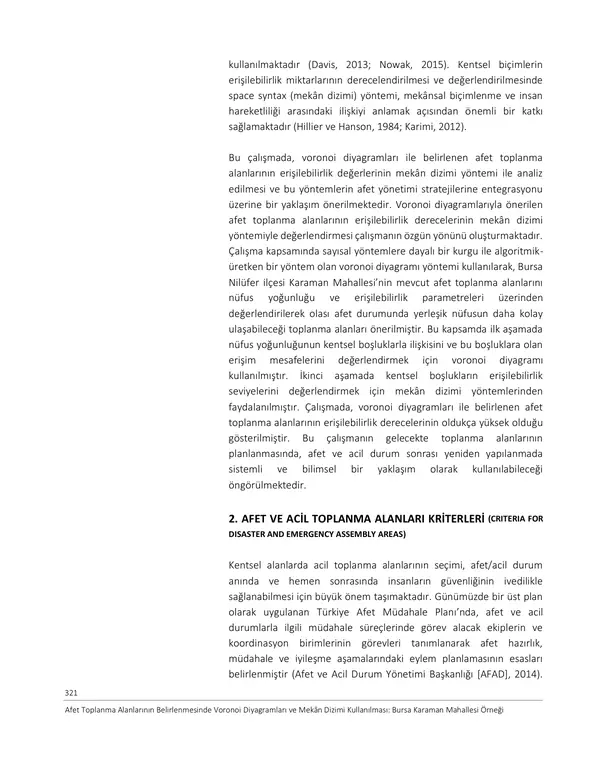 kullanılmaktadır (Davis, 2013; Nowak, 2015). Kentsel biçimlerin
erişilebilirlik miktarlarının derecelendirilmesi ve değerlendirilmesinde
space syntax (mekân dizimi) yöntemi, mekânsal biçimlenme ve insan
hareketliliği arasındaki ilişkiyi anlamak açısından önemli bir katkı
sağlamaktadır (Hillier ve Hanson, 1984; Karimi, 2012).
Bu çalışmada, voronoi diyagramları ile belirlenen afet toplanma
alanlarının erişilebilirlik değerlerinin mekân dizimi yöntemi ile analiz
edilmesi ve bu yöntemlerin afet yönetimi stratejilerine entegrasyonu
üzerine bir yaklaşım önerilmektedir. Voronoi diyagramlarıyla önerilen
afet toplanma alanlarının erişilebilirlik derecelerinin mekân dizimi
yöntemiyle değerlendirmesi çalışmanın özgün yönünü oluşturmaktadır.
Çalışma kapsamında sayısal yöntemlere dayalı bir kurgu ile algoritmik-
üretken bir yöntem olan voronoi diyagramı yöntemi kullanılarak, Bursa
Nilüfer ilçesi Karaman Mahallesi’nin mevcut afet toplanma alanlarını
nüfus yoğunluğu ve erişilebilirlik parametreleri üzerinden
değerlendirilerek olası afet durumunda yerleşik nüfusun daha kolay
ulaşabileceği toplanma alanları önerilmiştir. Bu kapsamda ilk aşamada
nüfus yoğunluğunun kentsel boşluklarla ilişkisini ve bu boşluklara olan
erişim mesafelerini değerlendirmek için voronoi diyagramı
kullanılmıştır. İkinci aşamada kentsel boşlukların erişilebilirlik
seviyelerini değerlendirmek için mekân dizimi yöntemlerinden
faydalanılmıştır. Çalışmada, voronoi diyagramları ile belirlenen afet
toplanma alanlarının erişilebilirlik derecelerinin oldukça yüksek olduğu
gösterilmiştir. Bu çalışmanın gelecekte toplanma alanlarının
planlanmasında, afet ve acil durum sonrası yeniden yapılanmada
sistemli ve bilimsel bir yaklaşım olarak kullanılabileceği
öngörülmektedir.
2. AFET VE ACİL TOPLANMA ALANLARI KRİTERLERİ (CRITERIA FOR
DISASTER AND EMERGENCY ASSEMBLY AREAS)
Kentsel alanlarda acil toplanma alanlarının seçimi, afet/acil durum
anında ve hemen sonrasında insanların güvenliğinin ivedilikle
sağlanabilmesi için büyük önem taşımaktadır. Günümüzde bir üst plan
olarak uygulanan Türkiye Afet Müdahale Planı’nda, afet ve acil
durumlarla ilgili müdahale süreçlerinde görev alacak ekiplerin ve
koordinasyon birimlerinin görevleri tanımlanarak afet hazırlık,
müdahale ve iyileşme aşamalarındaki eylem planlamasının esasları
belirlenmiştir (Afet ve Acil Durum Yönetimi Başkanlığı [AFAD], 2014).
321
Afet Toplanma Alanlarının Belirlenmesinde Voronoi Diyagramları ve Mekân Dizimi Kullanılması: Bursa Karaman Mahallesi Örneği